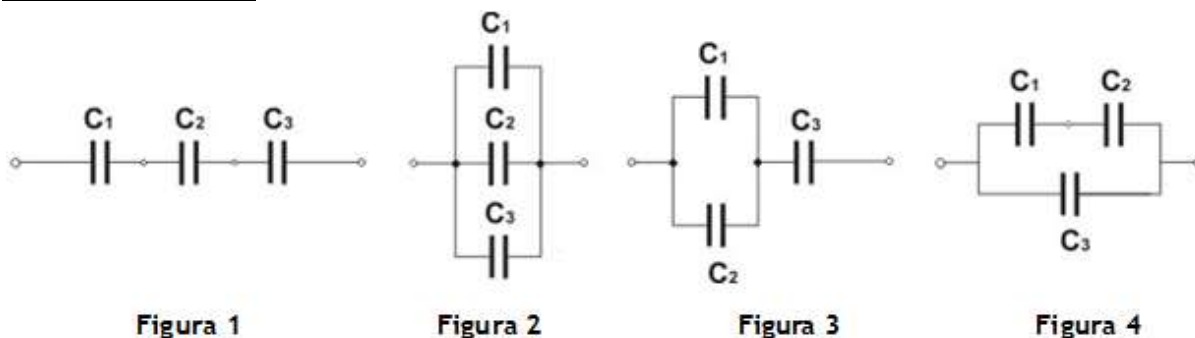 C₁ C₂ C₃
Figura 1
C₁
C₂
C₃
Figura 2
C₁
C₃
C₂
Figura 3
C₁ C₂
C₃
Figura 4